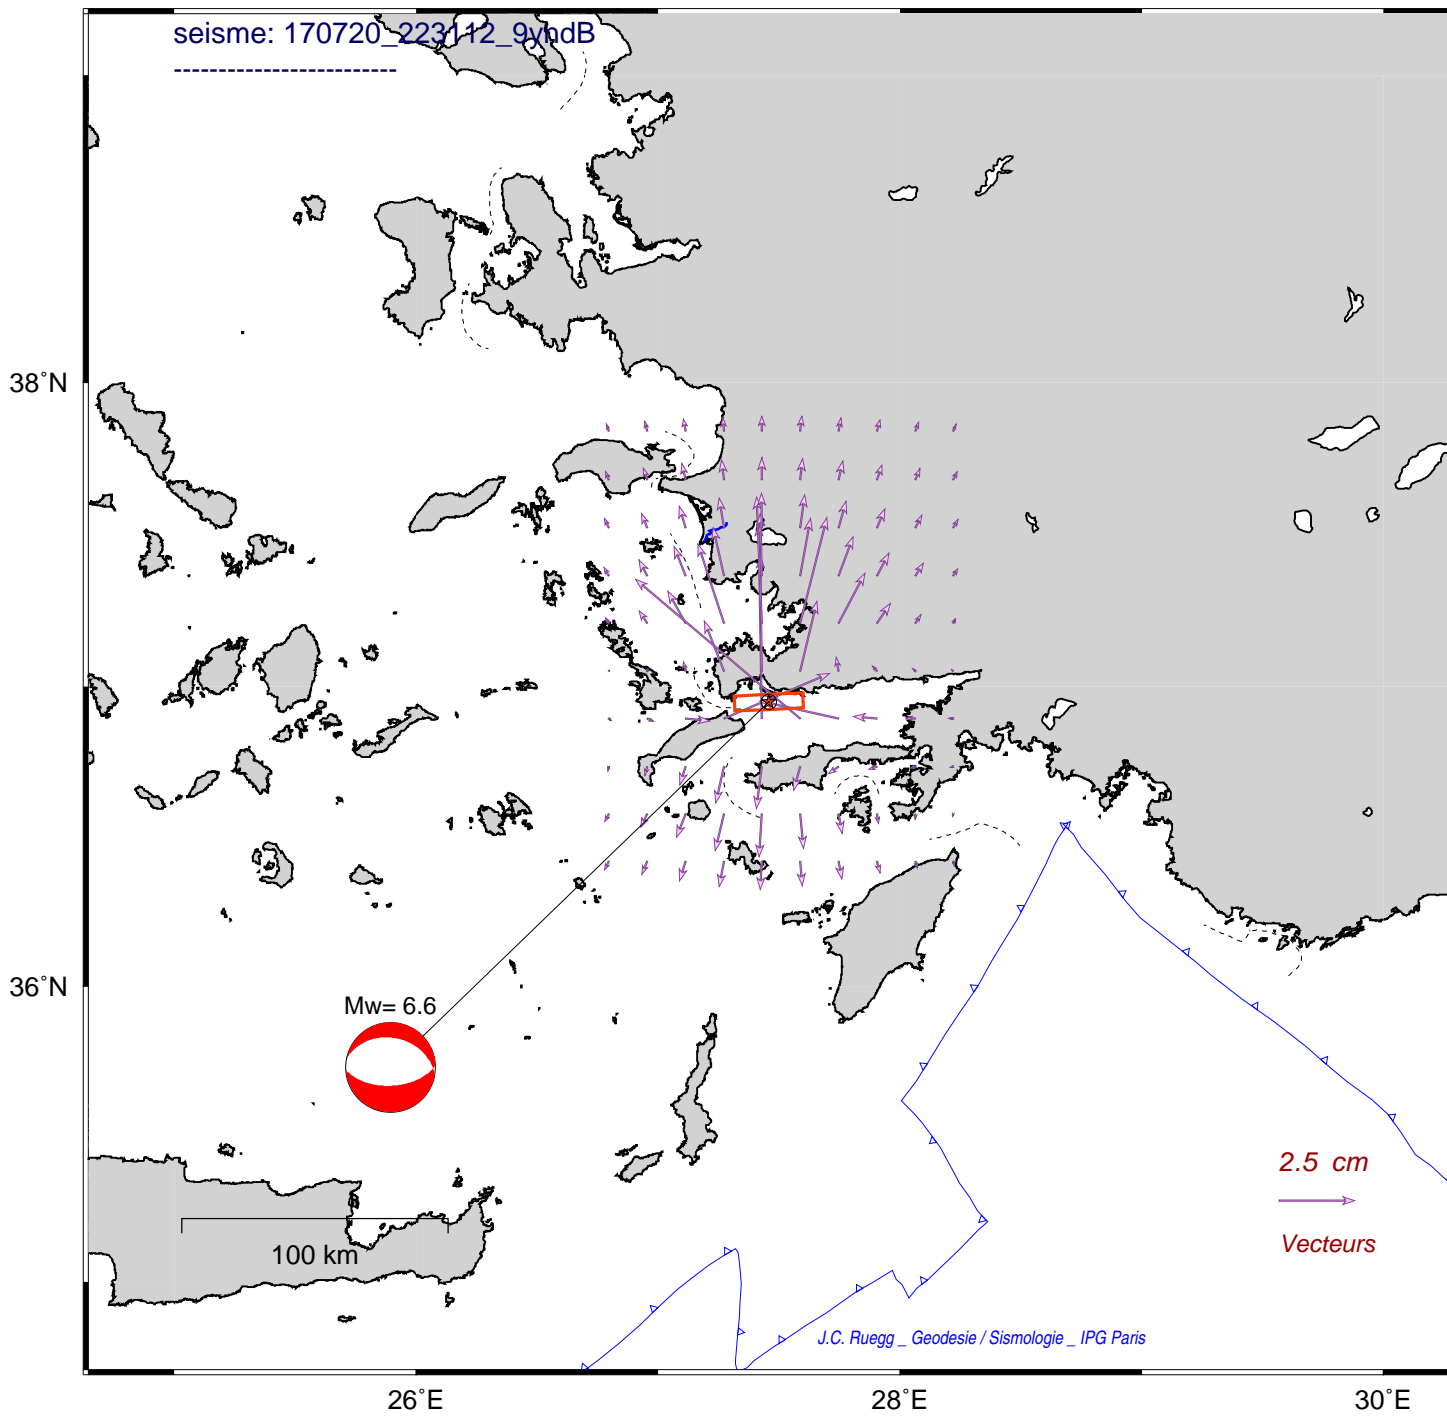 seisme: 170720_223112_9yhdB
-------------------------
38°N
36°N
Mw= 6.6
2.5 cm
Vecteurs
100 km
J.C. Ruegg _ Geodesie / Sismologie _ IPG Paris
26°E
28°E
30°E